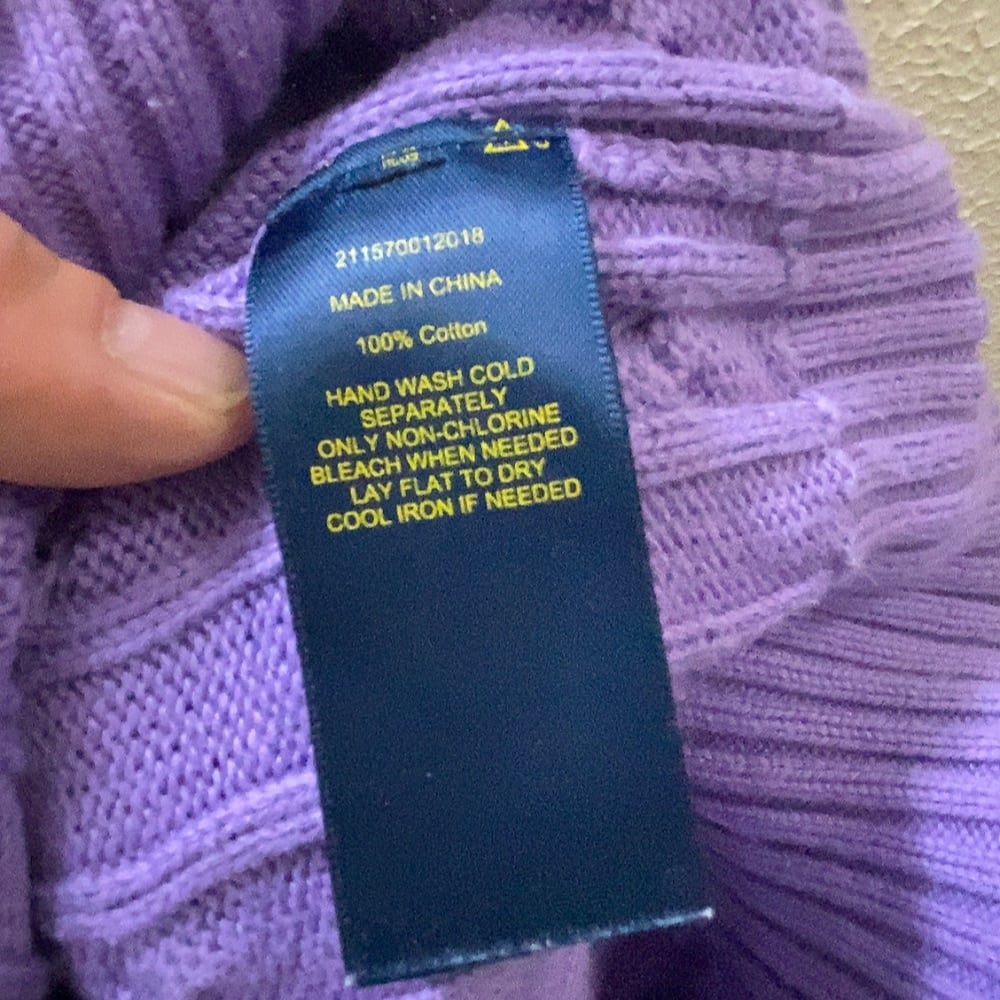 211570012018
MADE IN CHINA
100% Cotton
HAND WASH COLD
SEPARATELY
ONLY NON-CHLORINE
BLEACH WHEN NEEDED
LAY FLAT TO DRY
COOL IRON IF NEEDED